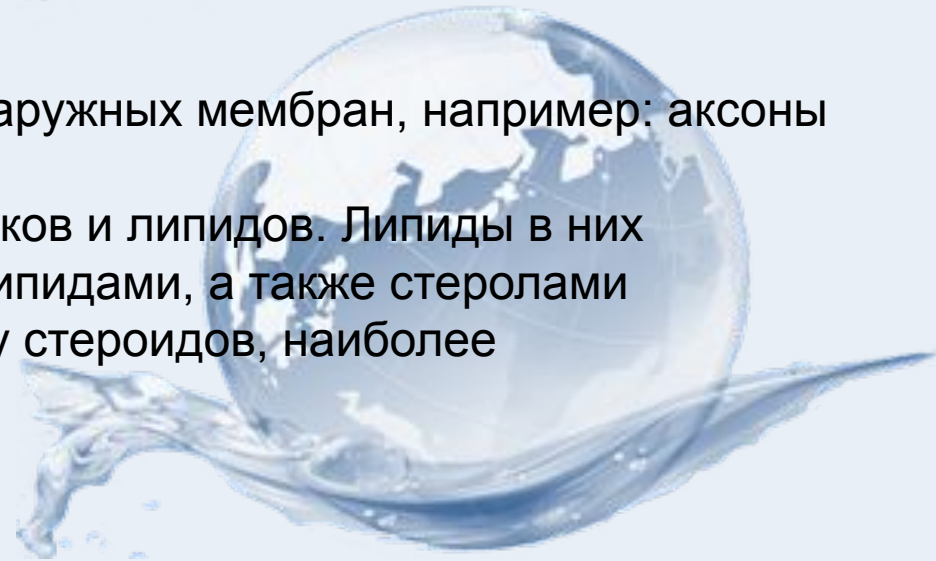 аружных мембран, например: аксоны
ков и липидов. Липиды в них
ипидами, а также стеролами
у стероидов, наиболее